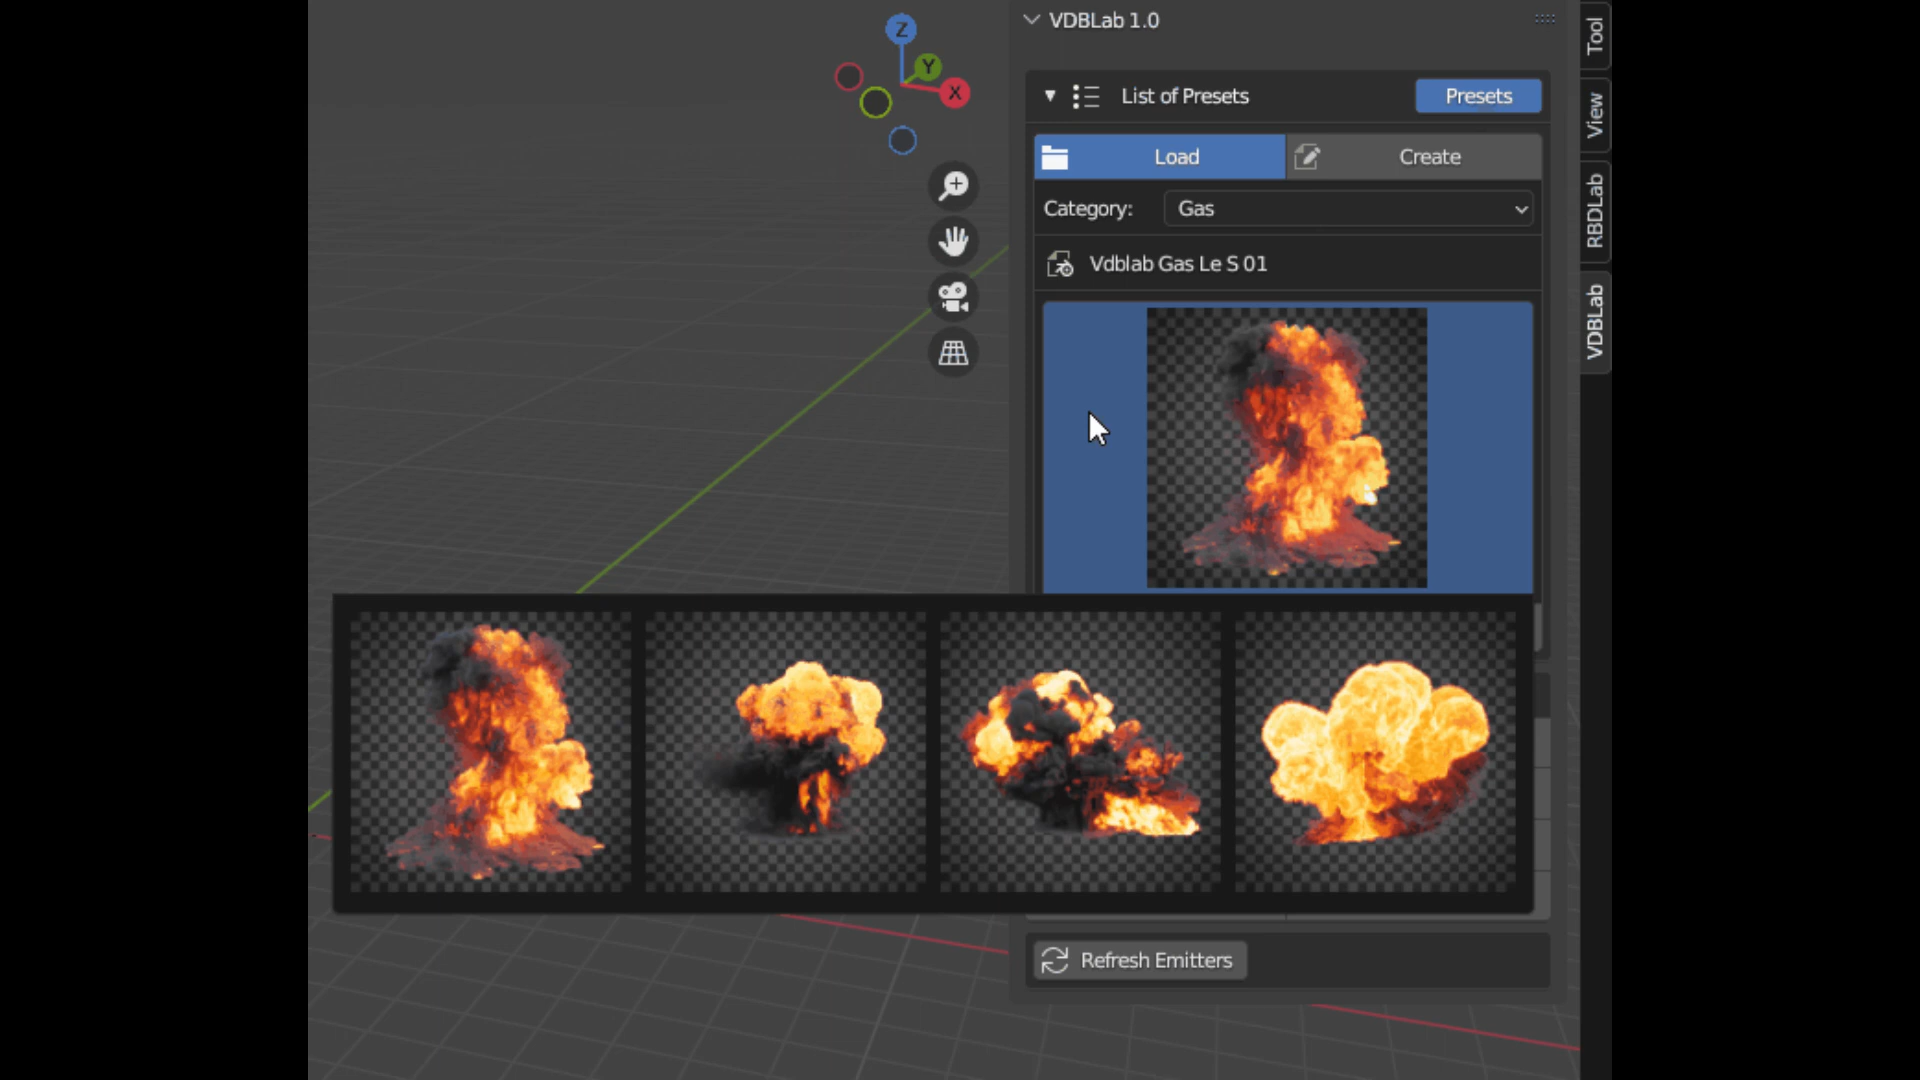 VDBLab 1.0
List of Presets
Presets
Load
Create
Category:
Gas
Vdblab Gas Le S 01
Refresh Emitters
Z
Y
X
Tool
View
RBDLab
VDBLab